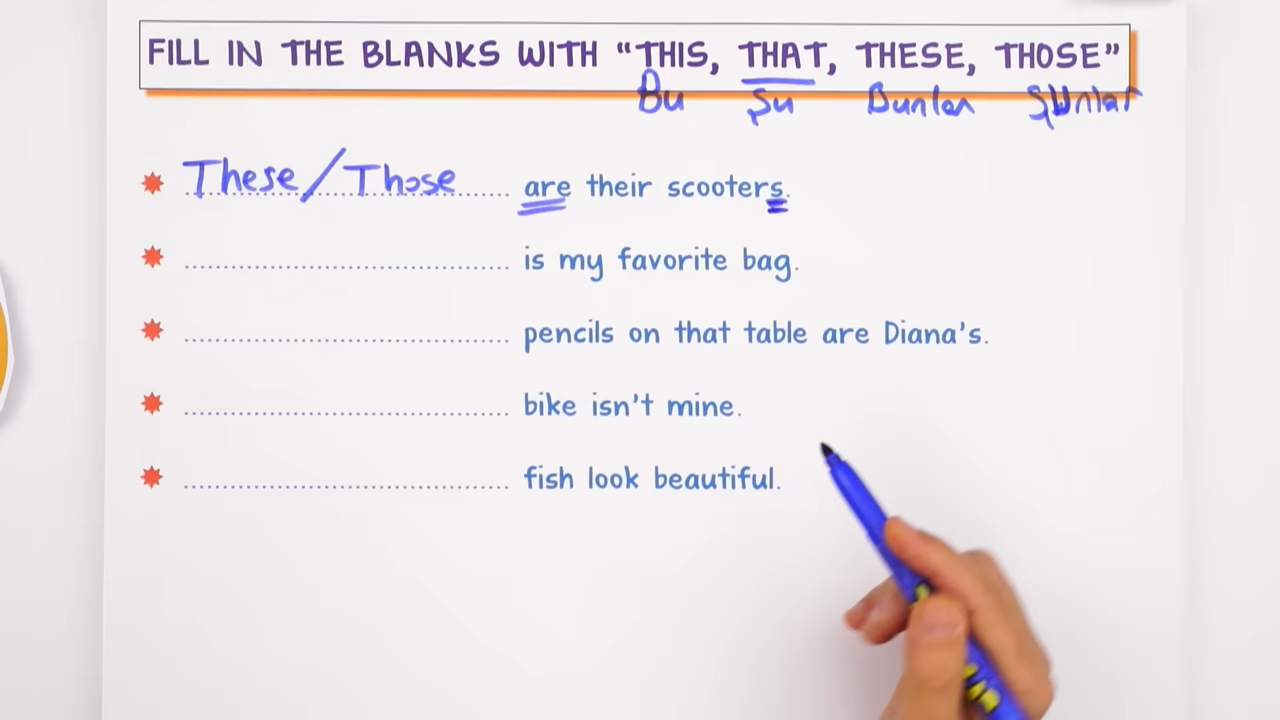 FILL IN THE BLANKS WITH "THIS, THAT, THESE, THOSE"
Bu Şu Bunlar Şunlar
These/Those are their scooters.
is my favorite bag.
pencils on that table are Diana's.
bike isn't mine.
fish look beautiful.